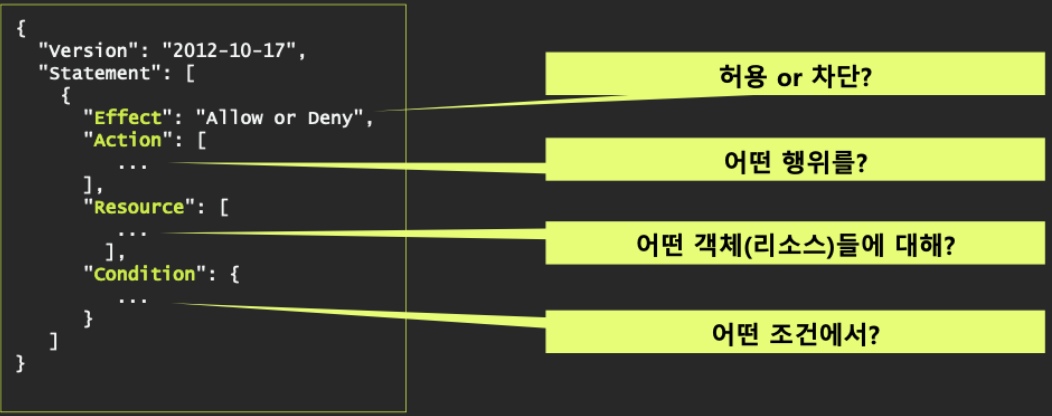 {
"Version": "2012-10-17",
"Statement": [
{
"Effect": "Allow or Deny",
"Action": [
...
],
"Resource": [
...
],
"Condition": {
...
}
]
}
허용 or 차단?
어떤 행위를?
어떤 객체(리소스)들에 대해?
어떤 조건에서?